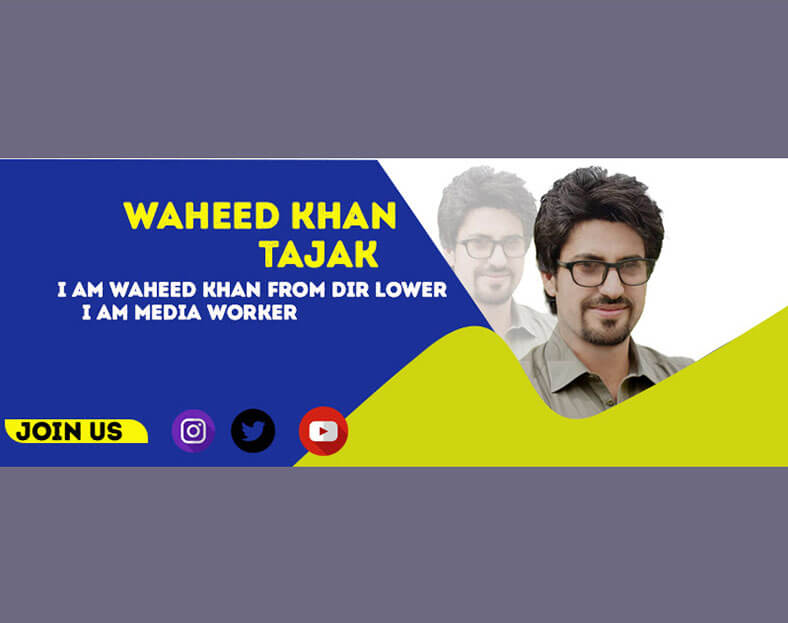 WAHEED KHAN
TAJAK
I AM WAHEED KHAN FROM DIR LOWER
I AM MEDIA WORKER
JOIN US